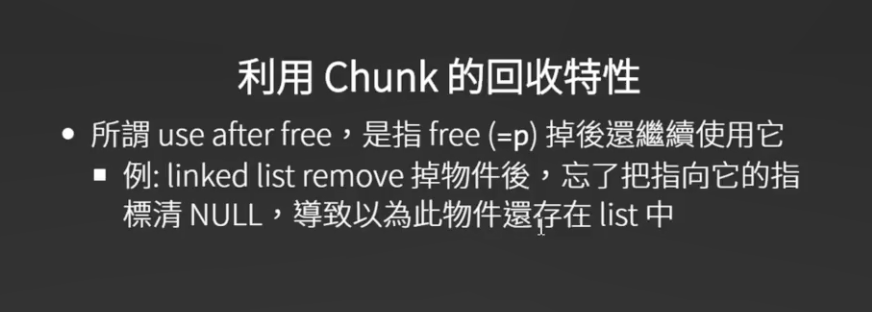 利用 Chunk 的回收特性
所謂 use after free，是指 free (=p) 掉後還繼續使用它
例: linked list remove 掉物件後，忘了把指向它的指
標清 NULL，導致以為此物件還存在 list 中